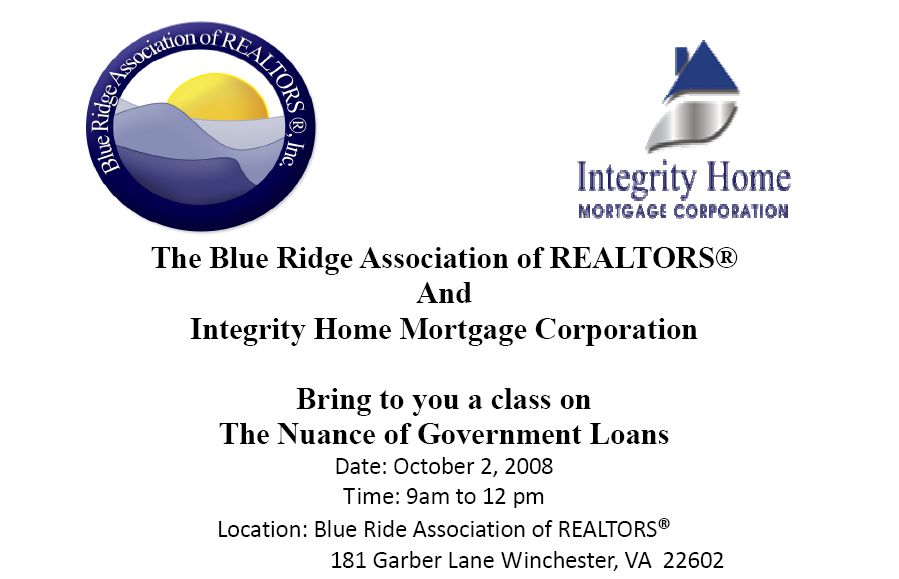 Blue Ridge Association of REALTORS ®, Inc.
Integrity Home
MORTGAGE CORPORATION
The Blue Ridge Association of REALTORS®
And
Integrity Home Mortgage Corporation
Bring to you a class on
The Nuance of Government Loans
Date: October 2, 2008
Time: 9am to 12 pm
Location: Blue Ride Association of REALTORS®
181 Garber Lane Winchester, VA 22602